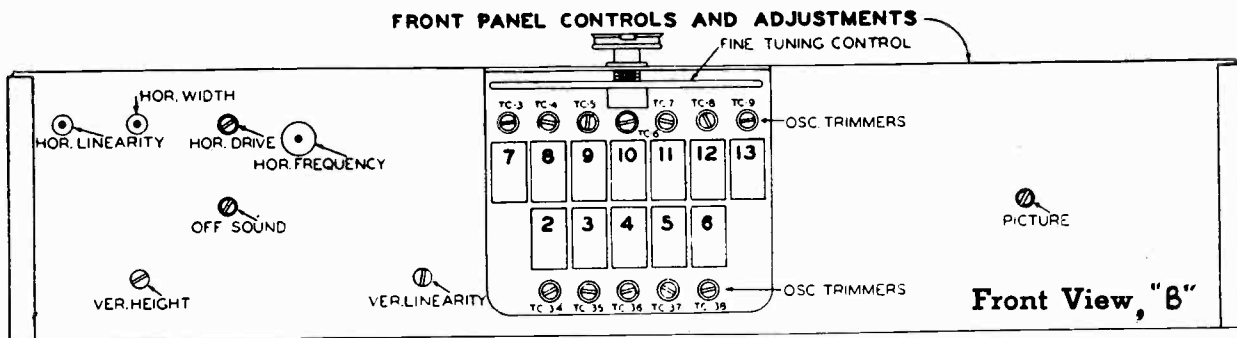 FRONT PANEL CONTROLS AND ADJUSTMENTS
FINE TUNING CONTROL
HOR. WIDTH
TC-3 TC-4 TC-5 TC-7 TC-8 TC-9
OSC. TRIMMERS
TC6
HOR. LINEARITY HOR. DRIVE
HOR. FREQUENCY
7 8 9 10 11 12 13
OFF SOUND
2 3 4 5 6
PICTURE
VER. HEIGHT VER. LINEARITY
OSC TRIMMERS
TC-34 TC-35 TC-36 TC-37 TC-38
Front View, "B"